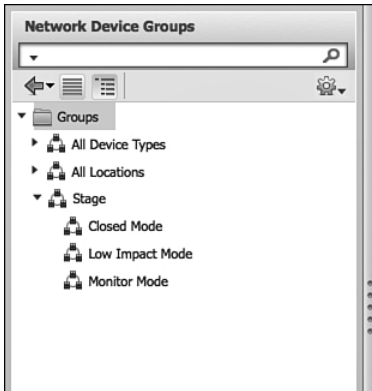 Network Device Groups
Groups
All Device Types
All Locations
Stage
Closed Mode
Low Impact Mode
Monitor Mode